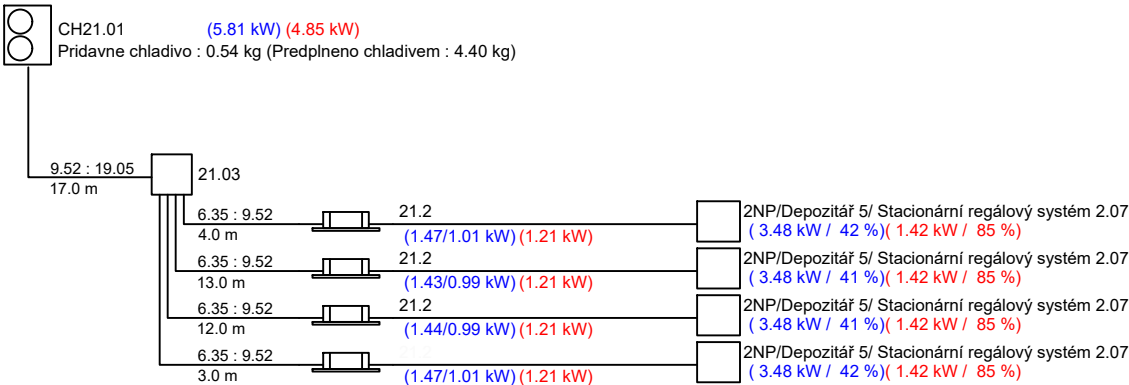 CH21.01 (5.81 kW) (4.85 kW)
Pridavne chladivo : 0.54 kg (Predplneno chladivem : 4.40 kg)
9.52 : 19.05
17.0 m
21.03
6.35 : 9.52
4.0 m
21.2
(1.47/1.01 kW) (1.21 kW)
2NP/Depozitář 5/ Stacionární regálový systém 2.07
( 3.48 kW / 42 %)( 1.42 kW / 85 %)
6.35 : 9.52
13.0 m
21.2
(1.43/0.99 kW) (1.21 kW)
2NP/Depozitář 5/ Stacionární regálový systém 2.07
( 3.48 kW / 41 %)( 1.42 kW / 85 %)
6.35 : 9.52
12.0 m
21.2
(1.44/0.99 kW) (1.21 kW)
2NP/Depozitář 5/ Stacionární regálový systém 2.07
( 3.48 kW / 41 %)( 1.42 kW / 85 %)
6.35 : 9.52
3.0 m
(1.47/1.01 kW) (1.21 kW)
2NP/Depozitář 5/ Stacionární regálový systém 2.07
( 3.48 kW / 42 %)( 1.42 kW / 85 %)